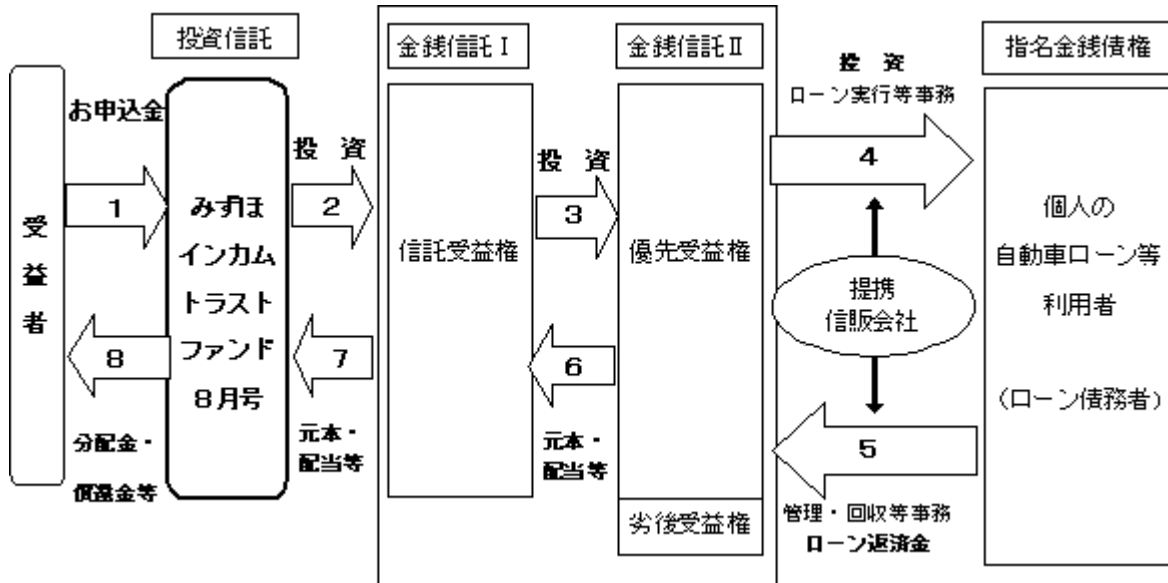 投資信託
金銭信託Ⅰ
金銭信託Ⅱ
指名金銭債権
お申込金
投 資
投 資
投 資
ローン実行等事務
1
2
3
4
受
益
者
みずほ
インカム
トラスト
ファンド
8月号
信託受益権
優先受益権
提携
信販会社
個人の
自動車ローン等
利用者
(ローン債務者)
8
7
6
5
分配金・
償還金等
元本・
配当等
元本・
配当等
劣後受益権
管理・回収等事務
ローン返済金